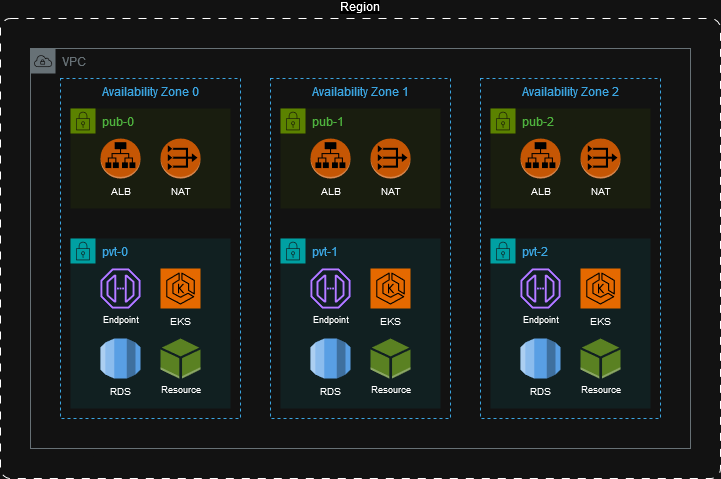 Region
VPC
Availability Zone 0
Availability Zone 1
Availability Zone 2
pub-0
pub-1
pub-2
ALB
NAT
ALB
NAT
ALB
NAT
pvt-0
pvt-1
pvt-2
Endpoint
EKS
Endpoint
EKS
Endpoint
EKS
RDS
Resource
RDS
Resource
RDS
Resource